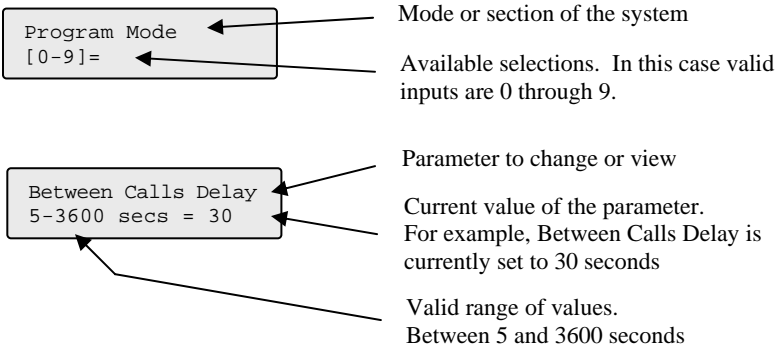 Program Mode
[0-9]=
Mode or section of the system
Available selections.  In this case valid
inputs are 0 through 9.
Between Calls Delay
5-3600 secs = 30
Parameter to change or view
Current value of the parameter.
For example, Between Calls Delay is
currently set to 30 seconds
Valid range of values.
Between 5 and 3600 seconds